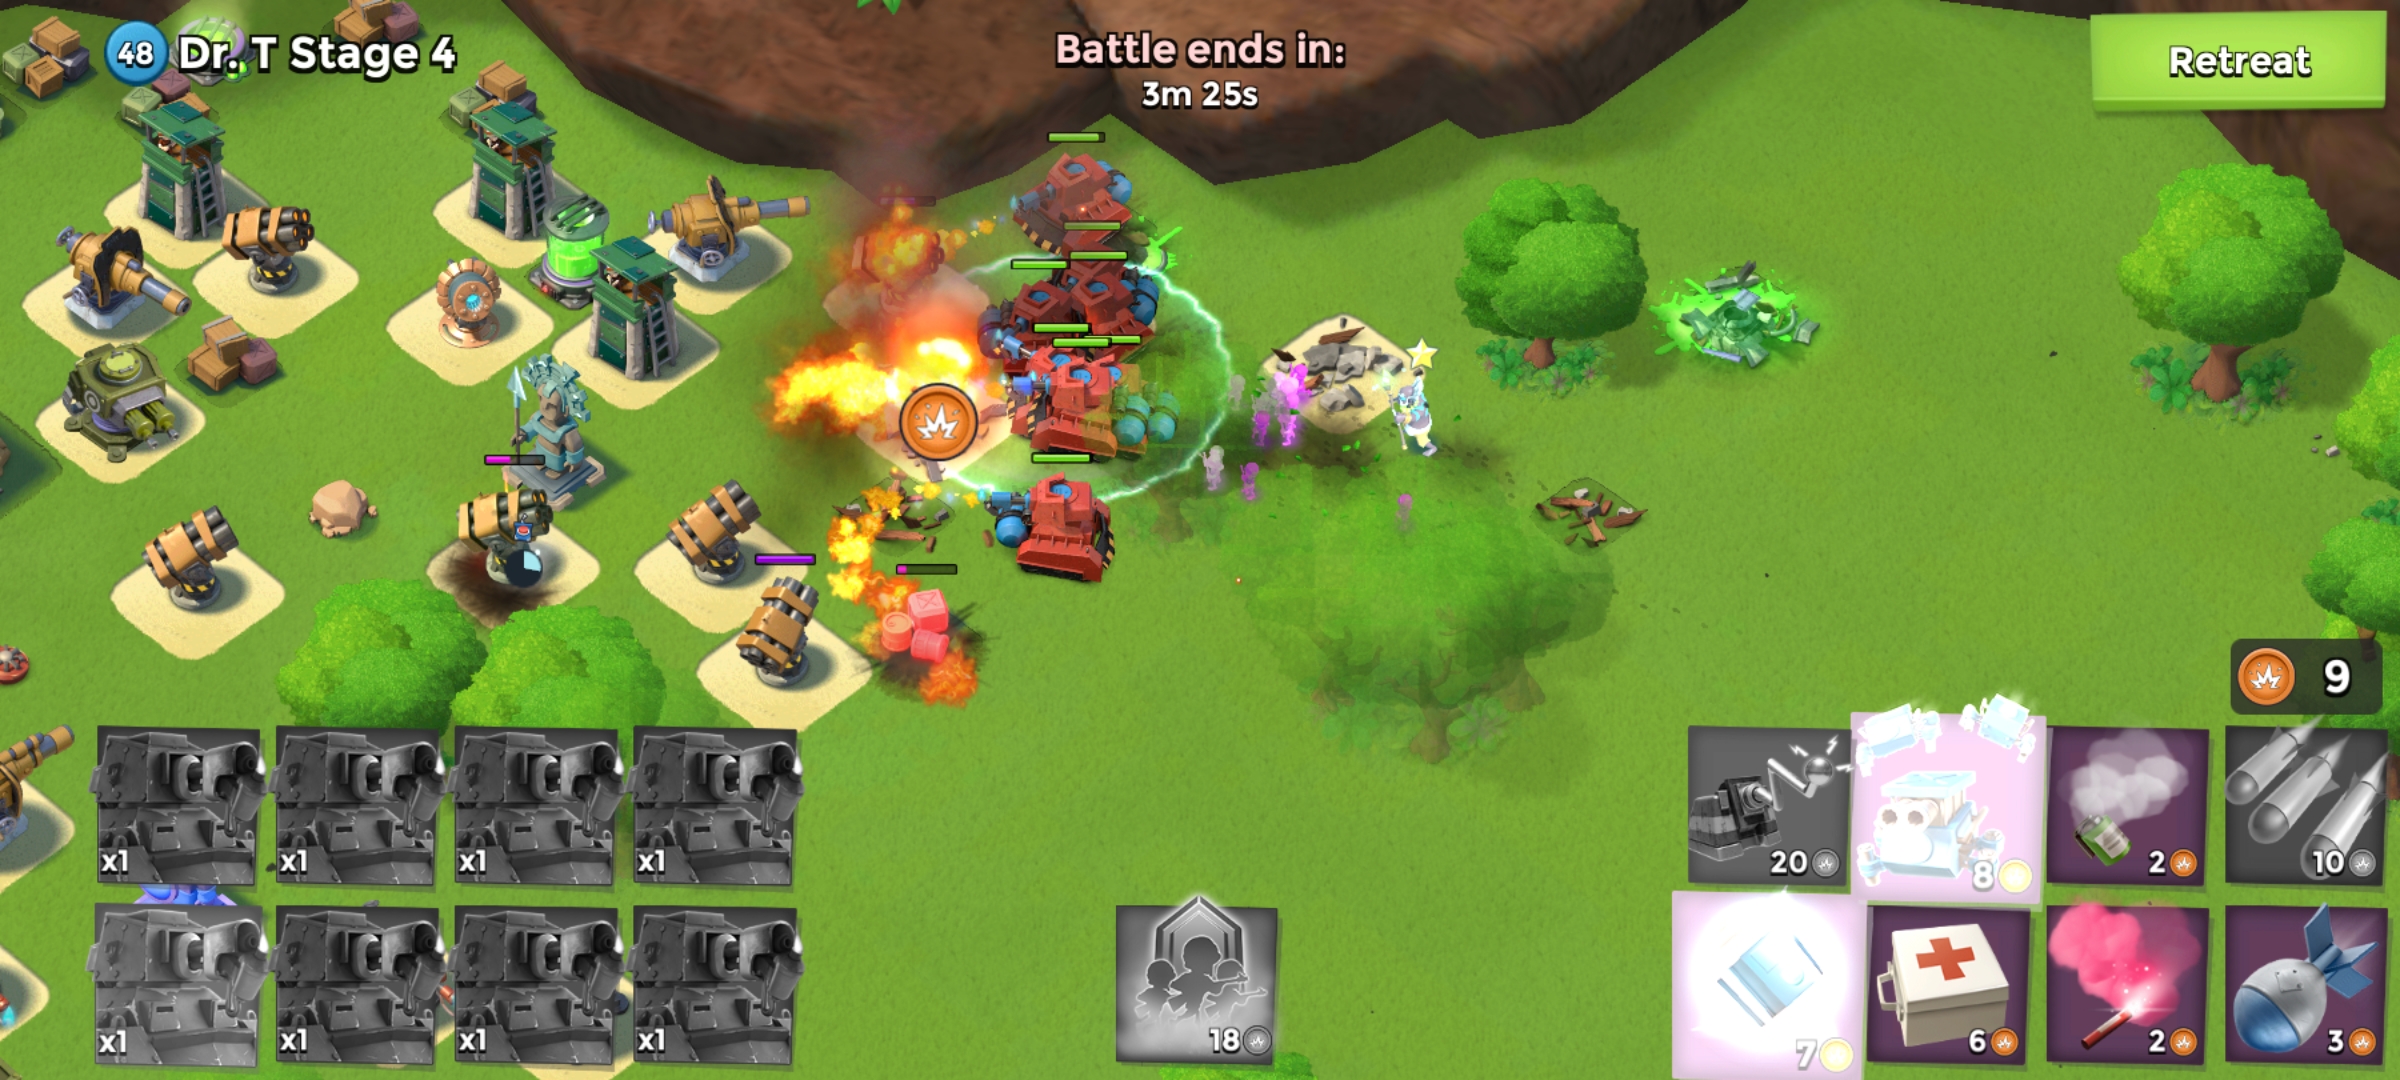 48 Dr. T Stage 4
Battle ends in:
3m 25s
Retreat
9
x1 x1 x1 x1
20 8 2 10
x1 x1 x1 x1
18
7 6 2 3